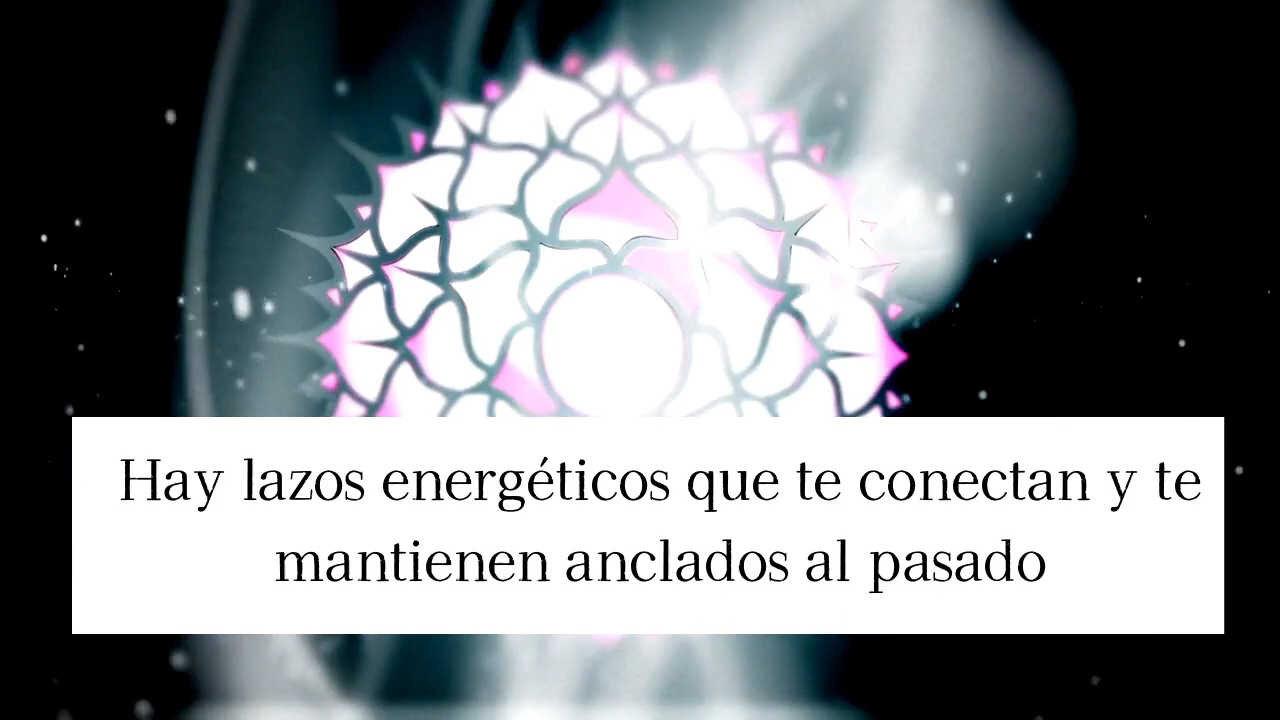 Hay lazos energéticos que te conectan y te
mantienen anclados al pasado